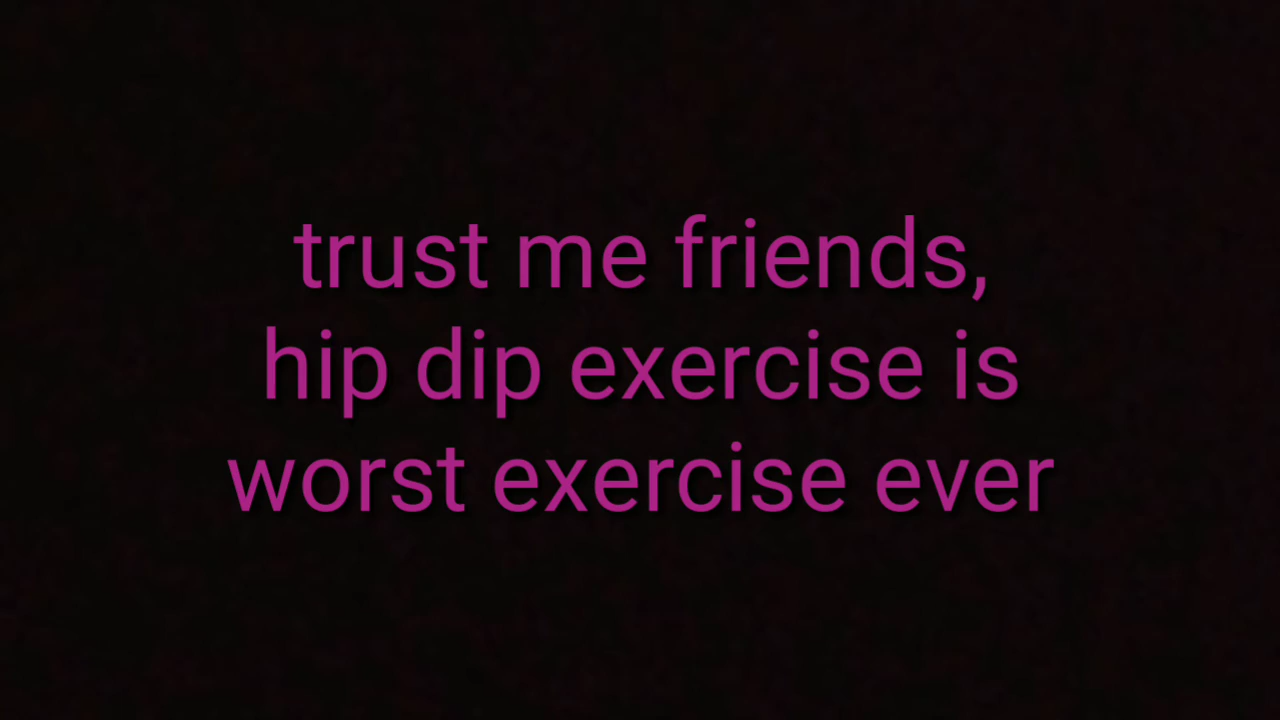 trust me friends,
hip dip exercise is
worst exercise ever